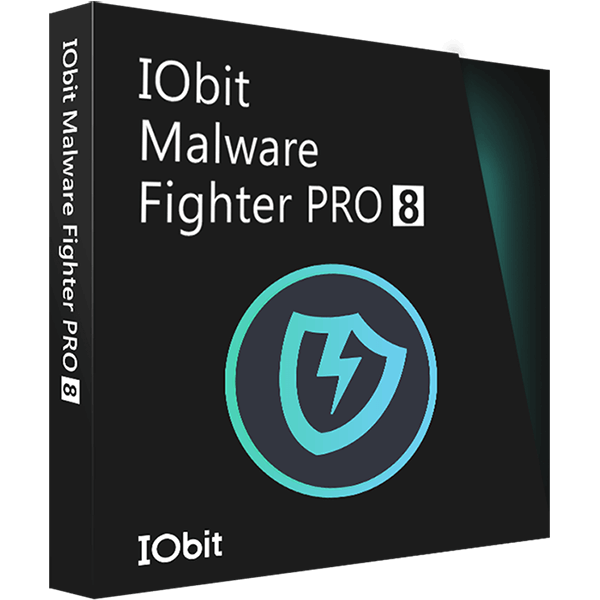 IObit Malware Fighter PRO 8
IObit
Malware
Fighter PRO 8
IObit